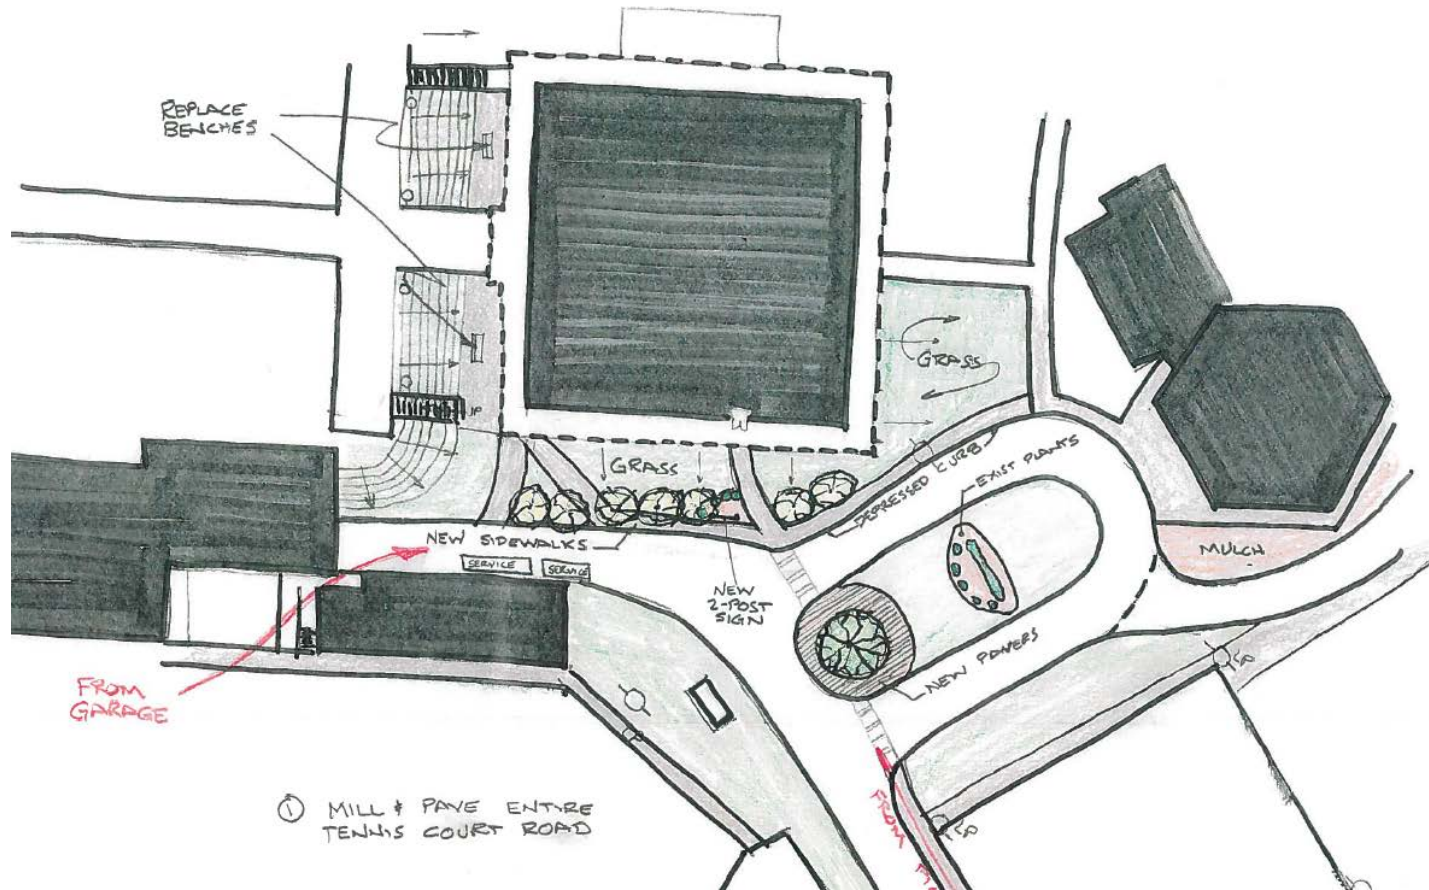 REPLACE
BENCHES
UP
GRASS
GRASS
DEPRESSED CURB
EXIST PLANTS
NEW SIDEWALKS
SERVICE
SERVICE
MULCH
NEW
2-POST
SIGN
NEW PAVERS
FROM
GARAGE
1 MILL & PAVE ENTIRE
TENNIS COURT ROAD
FROM